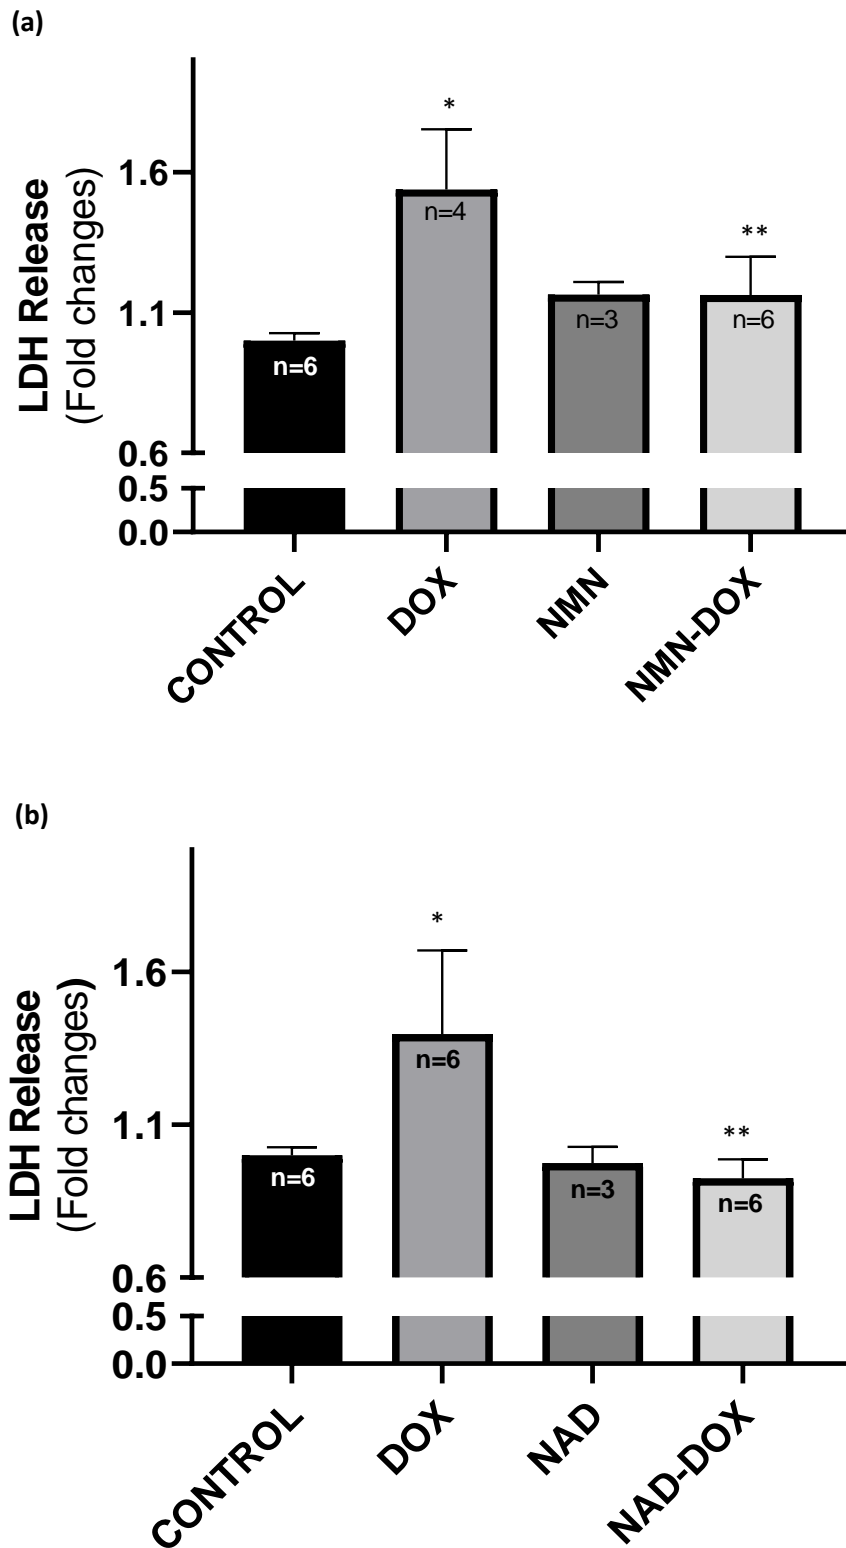 (a)
LDH Release
(Fold changes)
1.6
1.1
0.6
0.5
0.0
*
**
n=6
n=4
n=3
n=6
CONTROL
DOX
NMN
NMN-DOX
(b)
LDH Release
(Fold changes)
1.6
1.1
0.6
0.5
0.0
*
**
n=6
n=6
n=3
n=6
CONTROL
DOX
NAD
NAD-DOX